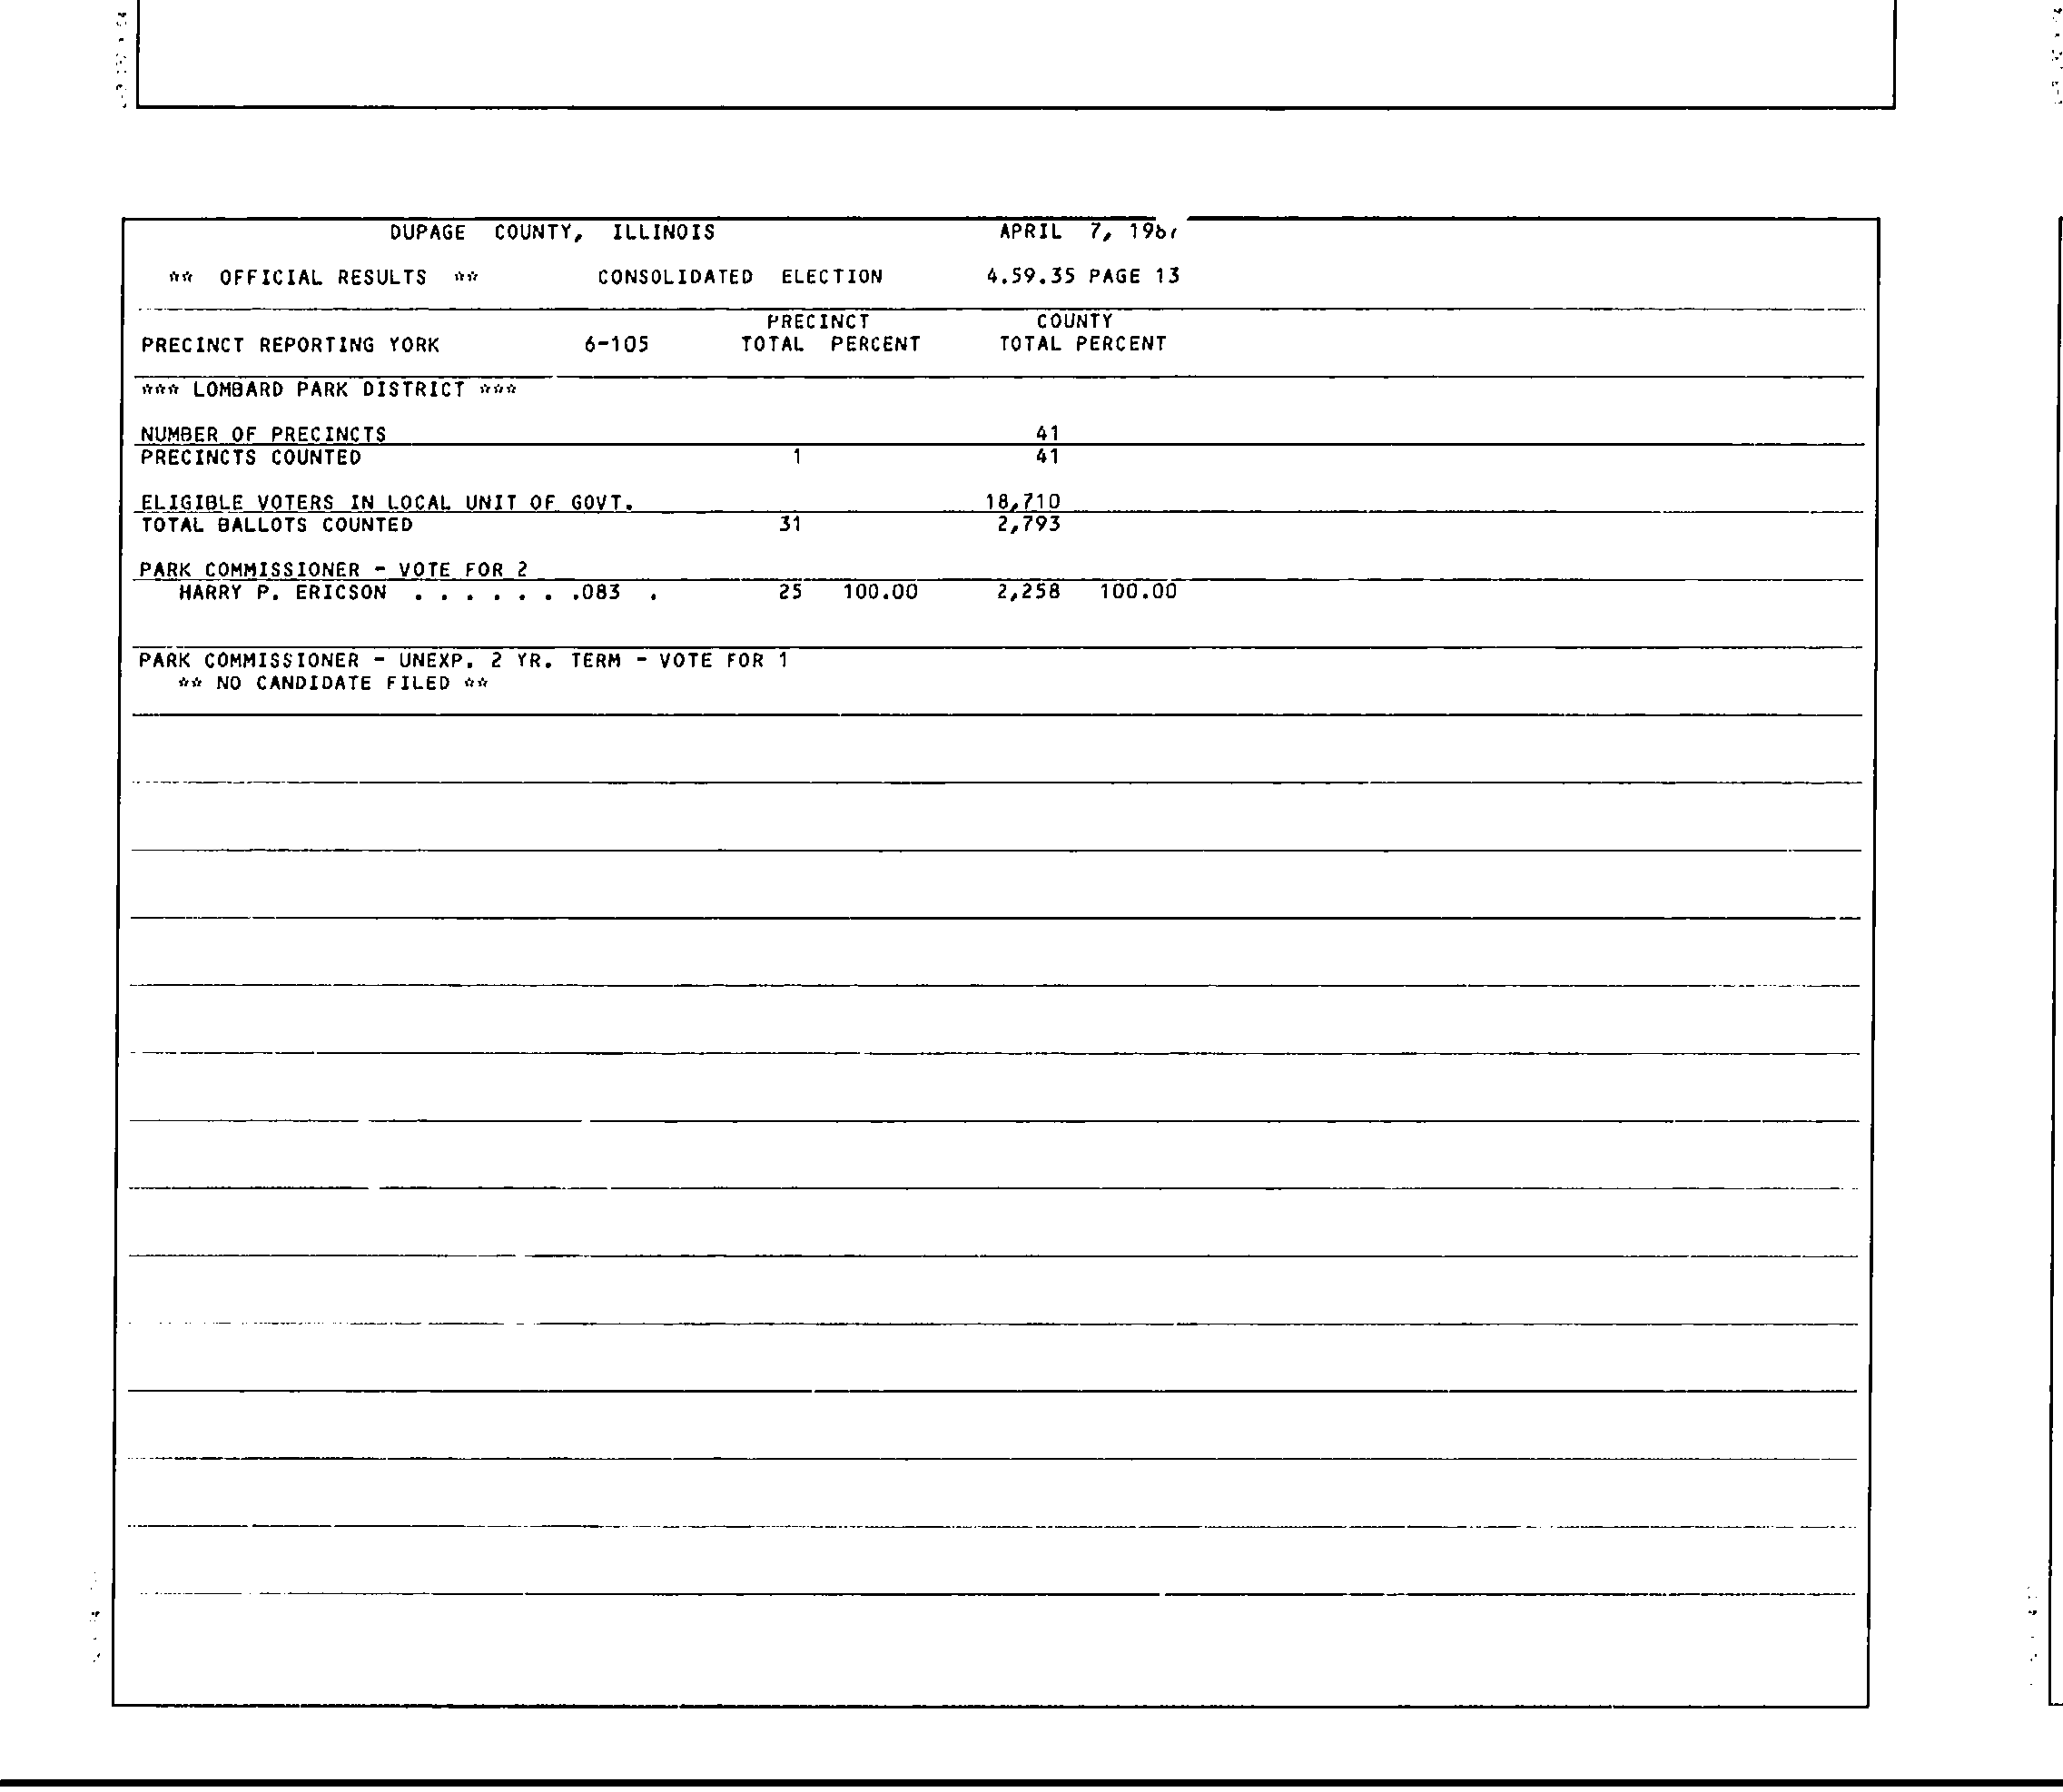 DUPAGE COUNTY, ILLINOIS APRIL 7,
** OFFICIAL RESULTS ** CONSOLIDATED ELECTION 4.59.35 PAGE 13
PRECINCT COUNTY
PRECINCT REPORTING YORK 6-105 TOTAL PERCENT TOTAL PERCENT
*** LOMBARD PARK DISTRICT ***
NUMBER OF PRECINCTS 41
PRECINCTS COUNTED 1 41
ELIGIBLE VOTERS IN LOCAL UNIT OF GOVT. 18,710
TOTAL BALLOTS COUNTED 31 2,793
PARK COMMISSIONER - VOTE FOR 2
HARRY P. ERICSON . . . . . . .083 . 25 100.00 2,258 100.00
PARK COMMISSIONER - UNEXP. 2 YR. TERM - VOTE FOR 1
** NO CANDIDATE FILED **